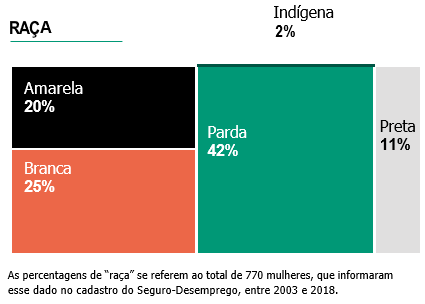 RAÇA
Indígena
2%
Amarela
20%
Branca
25%
Parda
42%
Preta
11%
As percentagens de “raça” se referem ao total de 770 mulheres, que informaram
esse dado no cadastro do Seguro-Desemprego, entre 2003 e 2018.